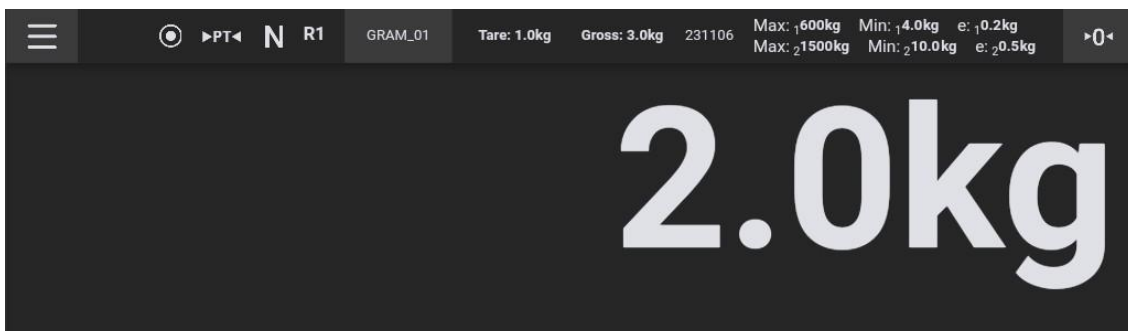 ▸PT◂ N R1 GRAM_01 Tare: 1.0kg Gross: 3.0kg 231106 Max: ₁600kg Min: ₁4.0kg e: ₁0.2kg ▸0◂
Max: ₂1500kg Min: ₂10.0kg e: ₂0.5kg
2.0kg